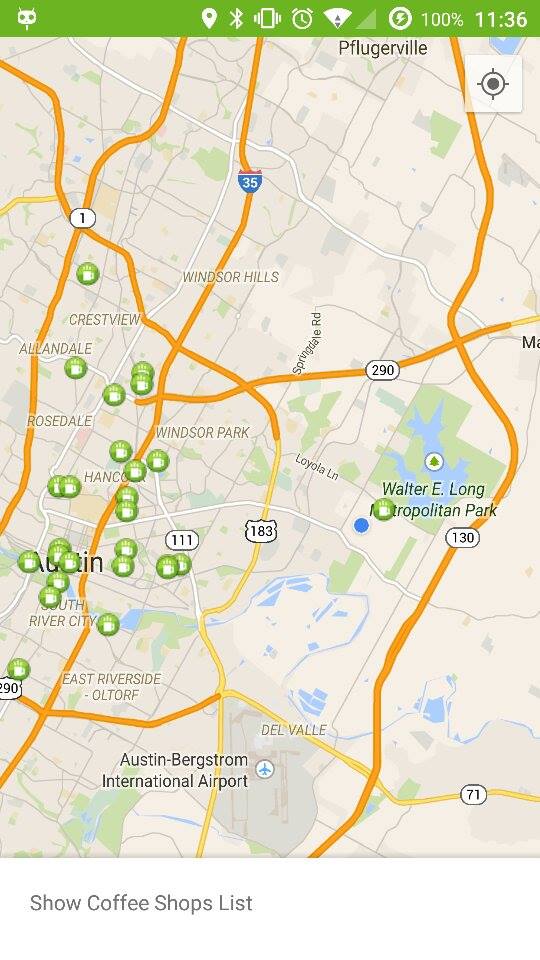 100% 11:36
Pflugerville
35
1
WINDSOR HILLS
CRESTVIEW
Springdale Rd
ALLANDALE
Ma
290
ROSEDALE
WINDSOR PARK
Loyola Ln
HANCO
Walter E. Long
Metropolitan Park
183
111
130
Austin
SOUTH
RIVER CITY
EAST RIVERSIDE
- OLTORF
290
DEL VALLE
Austin-Bergstrom
International Airport
71
Show Coffee Shops List